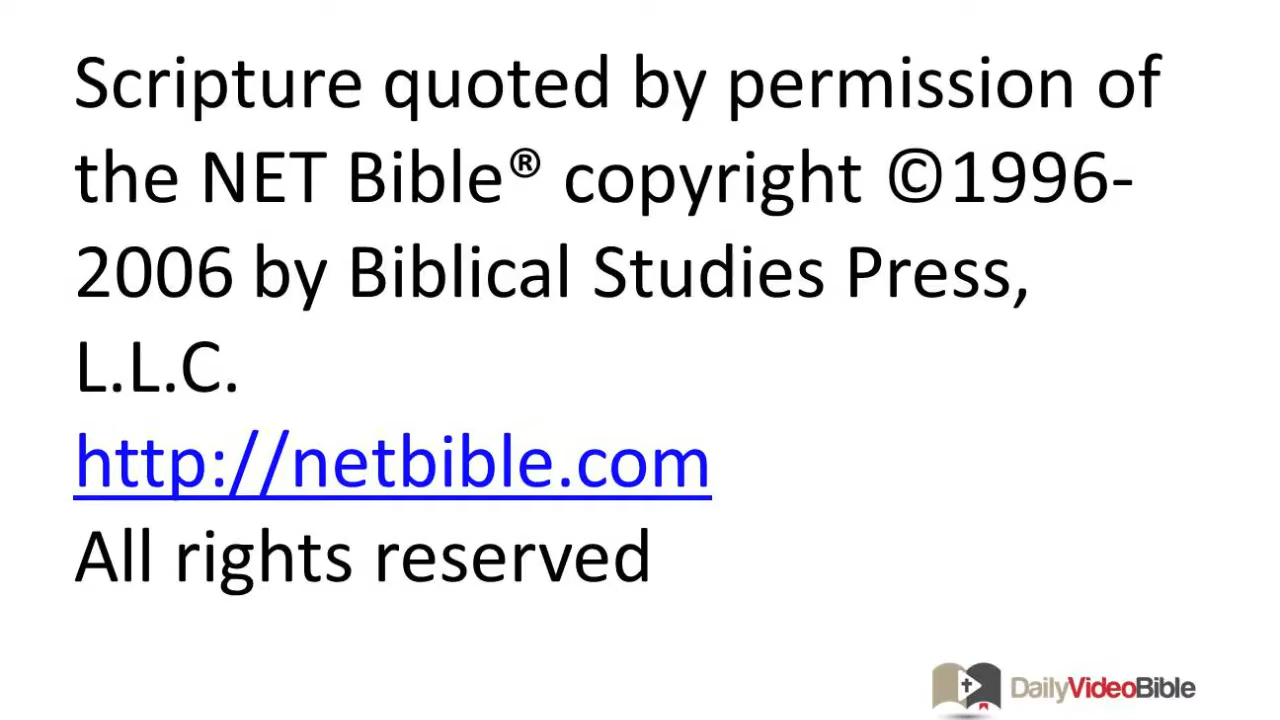 Scripture quoted by permission of
the NET Bible® copyright ©1996-
2006 by Biblical Studies Press,
L.L.C.
http://netbible.com
All rights reserved
DailyVideoBible